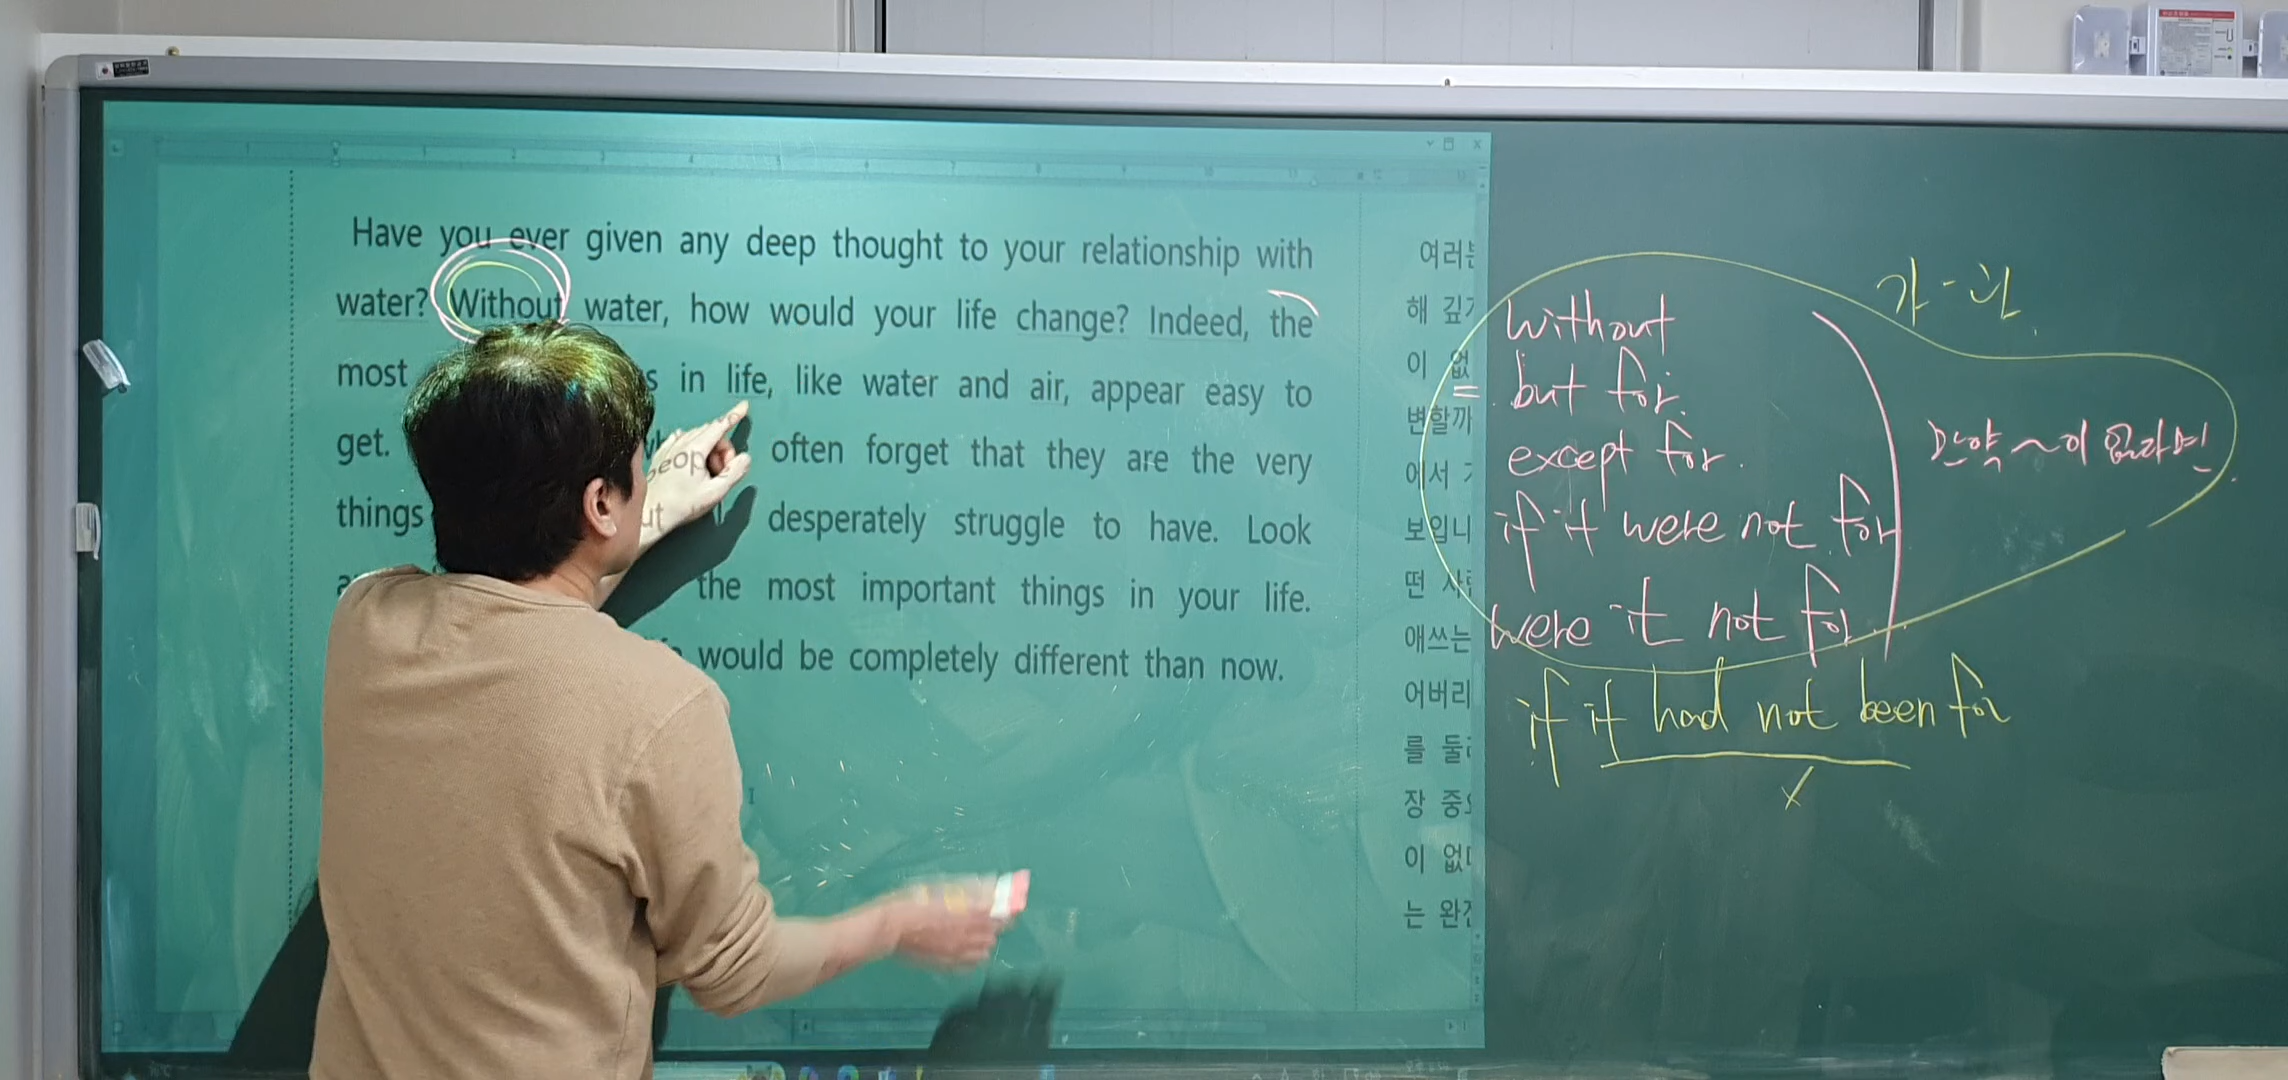 Have you ever given any deep thought to your relationship with
water? Without water, how would your life change? Indeed, the
most in life, like water and air, appear easy to
get. often forget that they are the very
things desperately struggle to have. Look
the most important things in your life.
would be completely different than now.
여러분
해 깊
이 없
변할까
에서
보입니
떤 사
애쓰는
어버리
를 둘
장 중
이 없
는 완
가-과
without
= but for.
except for.
if it were not for
were it not for
만약 ~이 없다면
if it had not been for
x